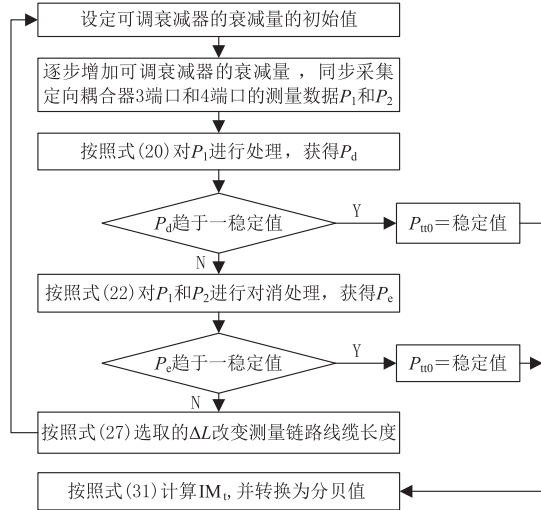 设定可调衰减器的衰减量的初始值
逐步增加可调衰减器的衰减量 ，同步采集
定向耦合器3端口和4端口的测量数据P₁和P₂
按照式(20)对P₁进行处理，获得P_d
P_d趋于一稳定值
Y
P_tt0＝稳定值
N
按照式(22)对P₁和P₂进行对消处理，获得P_e
P_e趋于一稳定值
Y
P_tt0＝稳定值
N
按照式(27)选取的ΔL改变测量链路线缆长度
按照式(31)计算IM_t,并转换为分贝值